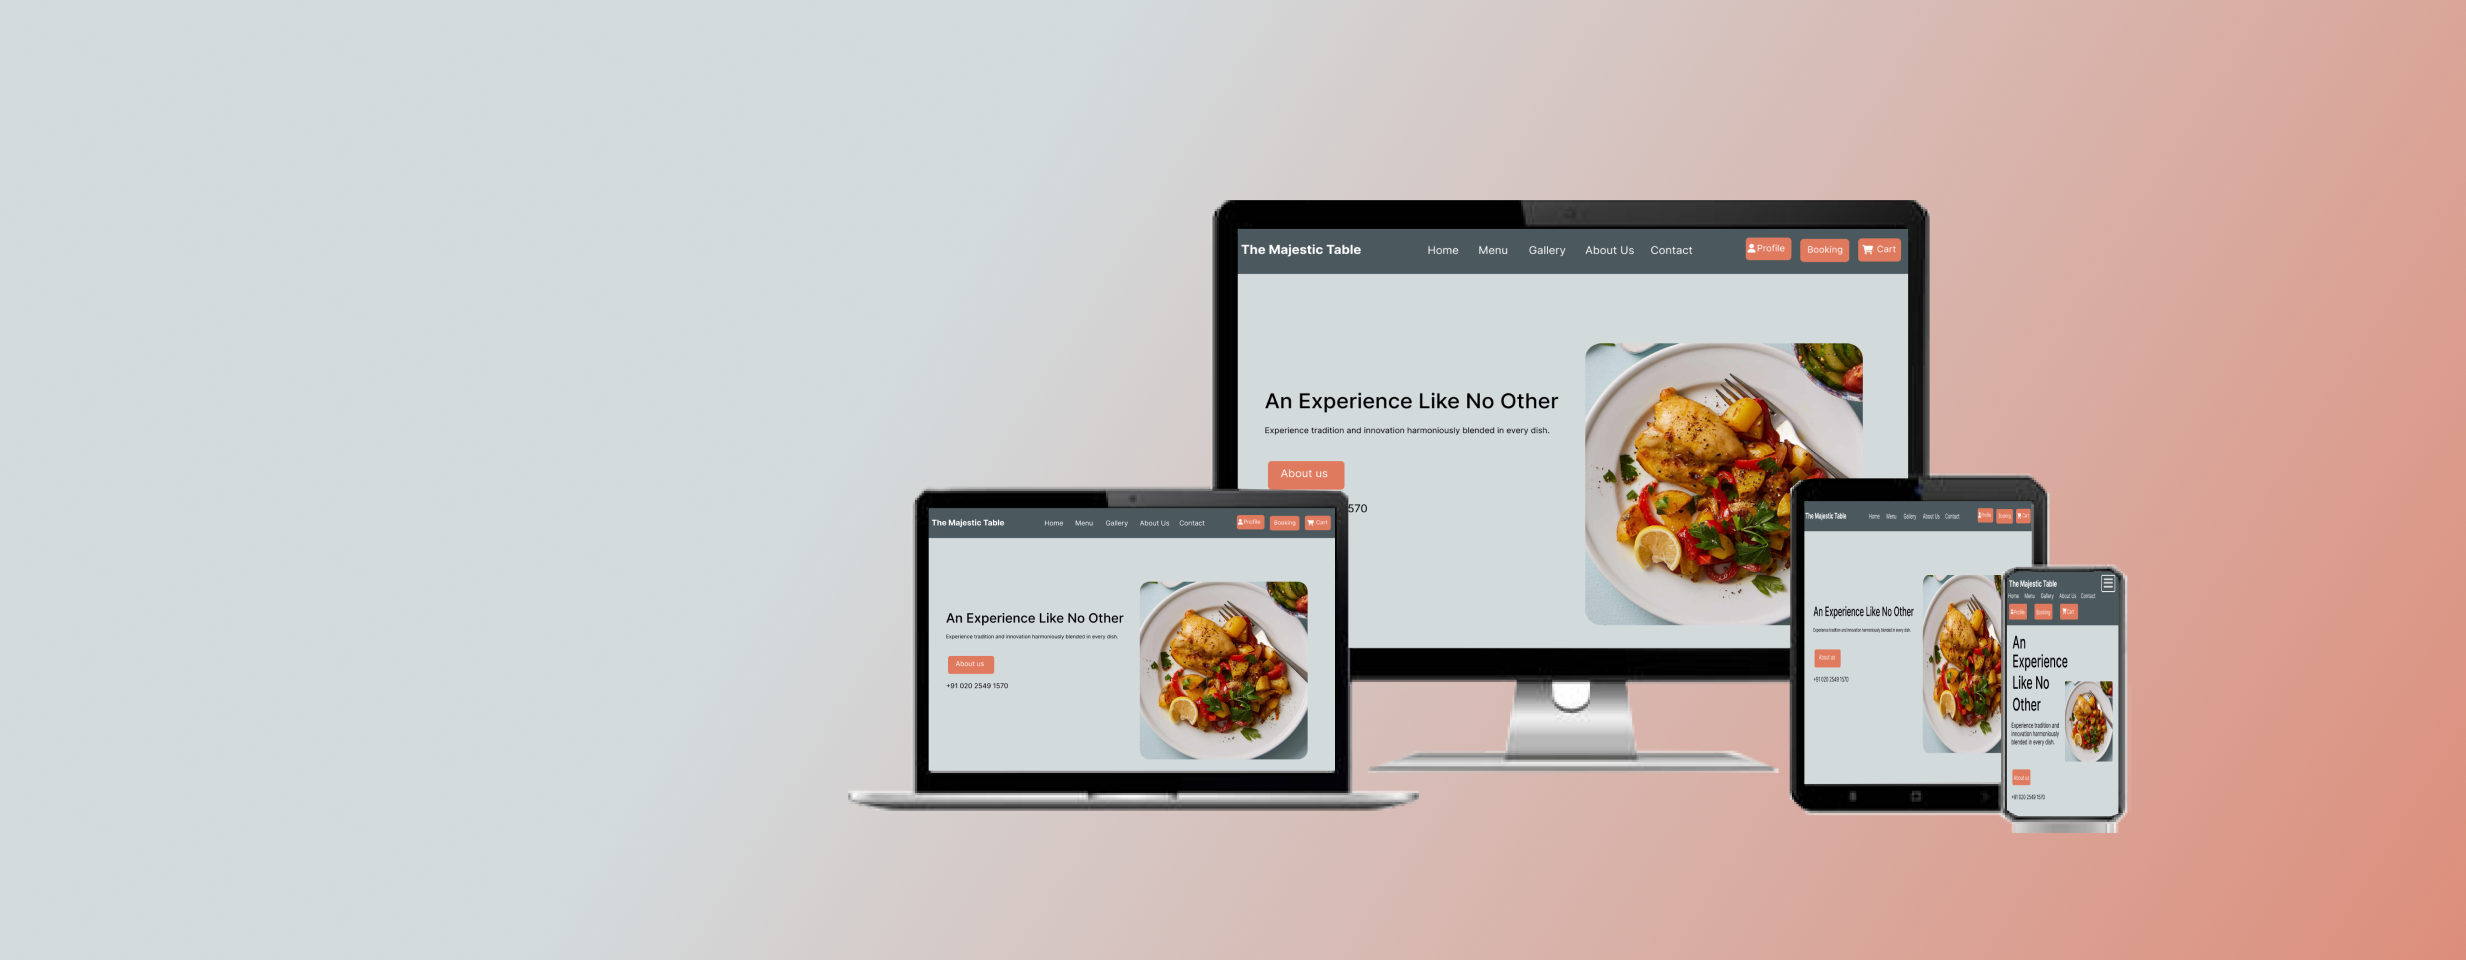 The Majestic Table
Home Menu Gallery About Us Contact
Profile Booking Cart
An Experience Like No Other
Experience tradition and innovation harmoniously blended in every dish.
About us
570
The Majestic Table
Home Menu Gallery About Us Contact
Profile Booking Cart
An Experience Like No Other
Experience tradition and innovation harmoniously blended in every dish.
About us
+91 020 2549 1570
The Majestic Table
Home Menu Gallery About Us Contact
Profile Booking Cart
An Experience Like No Other
Experience tradition and innovation harmoniously blended in every dish.
About us
+91 020 2549 1570
The Majestic Table
Home Menu Gallery About Us Contact
Profile Booking Cart
An
Experience
Like No
Other
Experience tradition and
innovation harmoniously
blended in every dish.
About us
+91 020 2549 1570